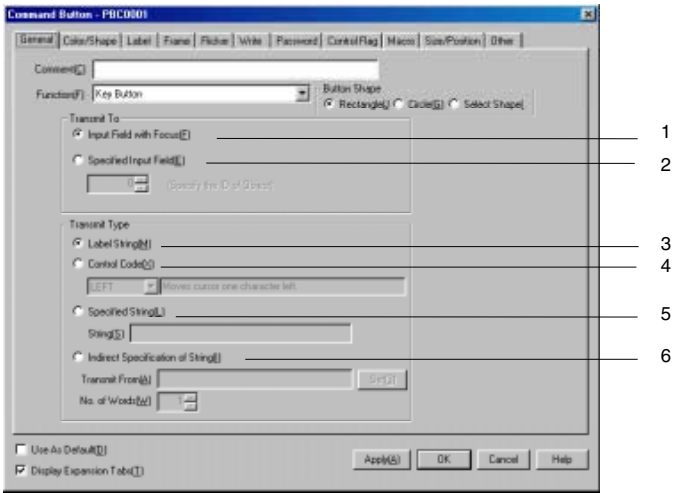 Command Button - PBC0001
General Color/Shape Label Frame Flicker Write Password Control Flag Macro Size/Position Other
Comment(C)
Function(F) Key Button
Button Shape
Rectangle(J) Circle(G) Select Shape(
Transmit To
Input Field with Focus(F) 1
Specified Input Field(E) 2
0 (Specify the ID of Object)
Transmit Type
Label String(M) 3
Control Code(X) 4
LEFT Moves cursor one character left.
Specified String(L) 5
String(S)
Indirect Specification of String(I) 6
Transmit From(A) Set(J)
No. of Words(W) 1
Use As Default(D)
Display Expansion Tabs(T)
Apply(A) OK Cancel Help